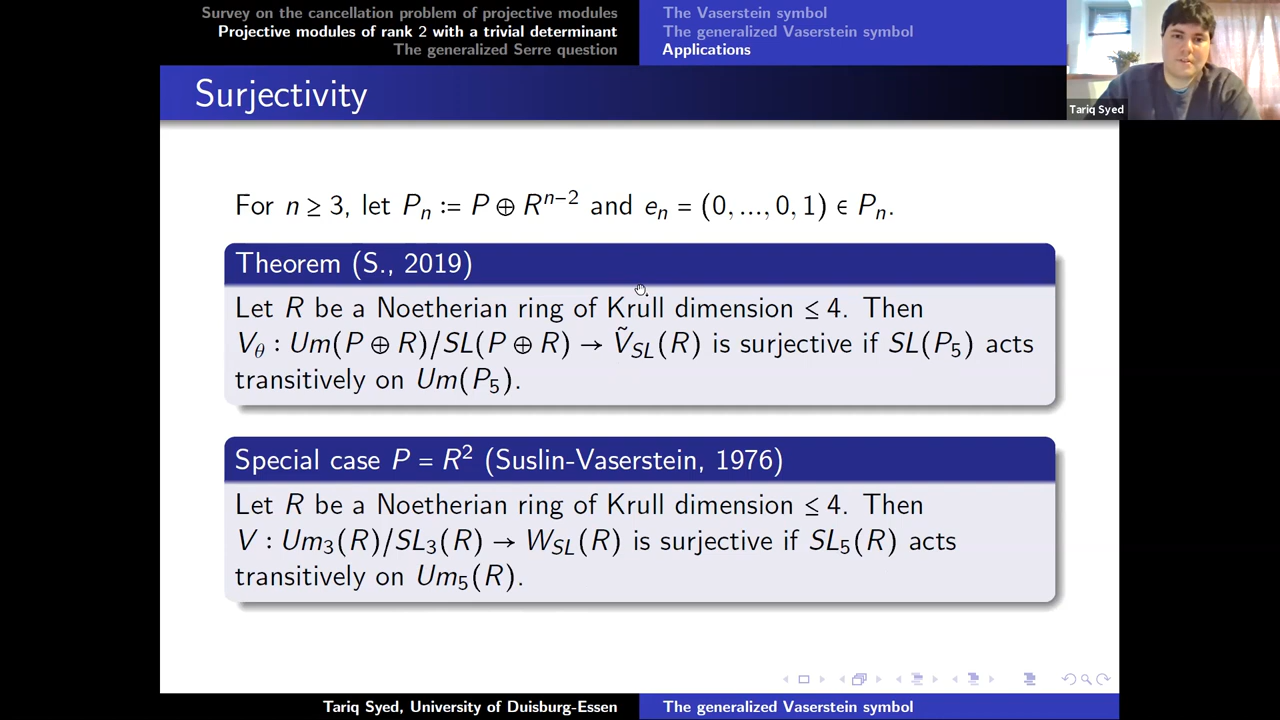 Survey on the cancellation problem of projective modules
Projective modules of rank 2 with a trivial determinant
The generalized Serre question
The Vaserstein symbol
The generalized Vaserstein symbol
Applications
Tariq Syed
Surjectivity
For n ≥ 3, let Pₙ := P ⊕ Rⁿ⁻² and eₙ = (0, ..., 0, 1) ∈ Pₙ.
Theorem (S., 2019)
Let R be a Noetherian ring of Krull dimension ≤ 4. Then
V_θ : Um(P ⊕ R)/SL(P ⊕ R) → Ṽ_SL(R) is surjective if SL(P₅) acts
transitively on Um(P₅).
Special case P = R² (Suslin-Vaserstein, 1976)
Let R be a Noetherian ring of Krull dimension ≤ 4. Then
V : Um₃(R)/SL₃(R) → W_SL(R) is surjective if SL₅(R) acts
transitively on Um₅(R).
Tariq Syed, University of Duisburg-Essen
The generalized Vaserstein symbol